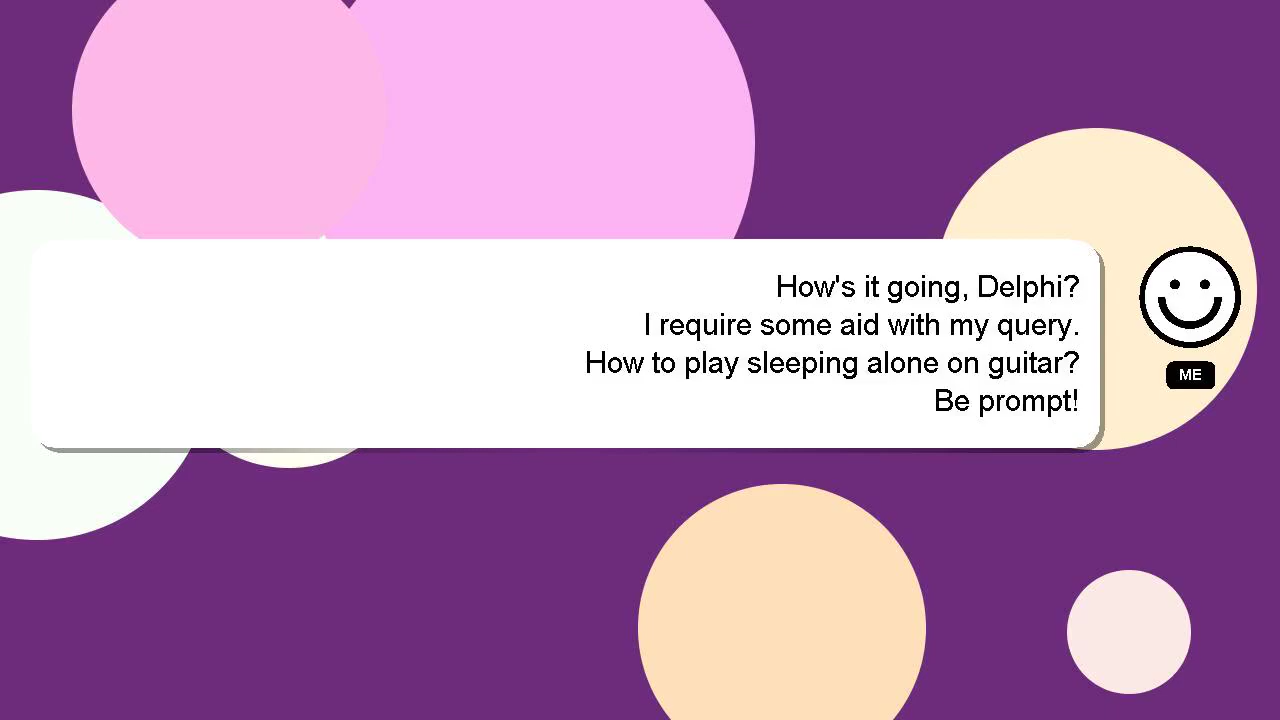 How's it going, Delphi?
I require some aid with my query.
How to play sleeping alone on guitar?
Be prompt!
ME